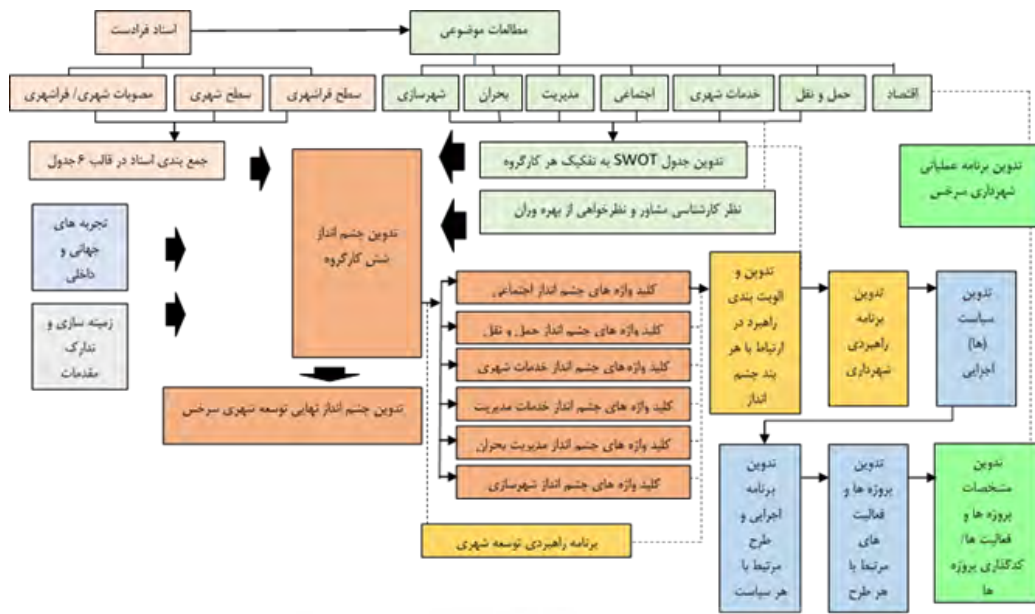 اسناد فرادست
مطالعات موضوعی
مصوبات شهری/ فراشهری
سطح شهری
سطح فراشهری
شهرسازی
بحران
مدیریت
اجتماعی
خدمات شهری
حمل و نقل
اقتصاد
جمع بندی اسناد در قالب ۶ جدول
تدوین جدول SWOT به تفکیک هر کارگروه
نظر کارشناسی مشاور و نظرخواهی از بهره وران
تدوین برنامه عملیاتی
شهرداری سرخس
تجربه های
جهانی و
داخلی
زمینه سازی و
تدارک
مقدمات
تدوین چشم انداز
شش کارگروه
تدوین چشم انداز نهایی توسعه شهری سرخس
کلید واژه های چشم انداز اجتماعی
کلید واژه های چشم انداز حمل و نقل
کلید واژه های چشم انداز خدمات شهری
کلید واژه های چشم انداز خدمات مدیریت
کلید واژه های چشم انداز مدیریت بحران
کلید واژه های چشم انداز شهرسازی
برنامه راهبردی توسعه شهری
تدوین و
الویت بندی
راهبرد در
ارتباط با هر
بند چشم
انداز
تدوین
برنامه
راهبردی
شهرداری
تدوین
سیاست
(ها)
اجرایی
تدوین
برنامه
اجرایی و
طرح
مرتبط با
هر سیاست
تدوین
پروژه ها و
فعالیت
های
مرتبط با
هر طرح
تدوین
مشخصات
پروژه ها و
فعالیت ها/
کدگذاری پروژه
ها